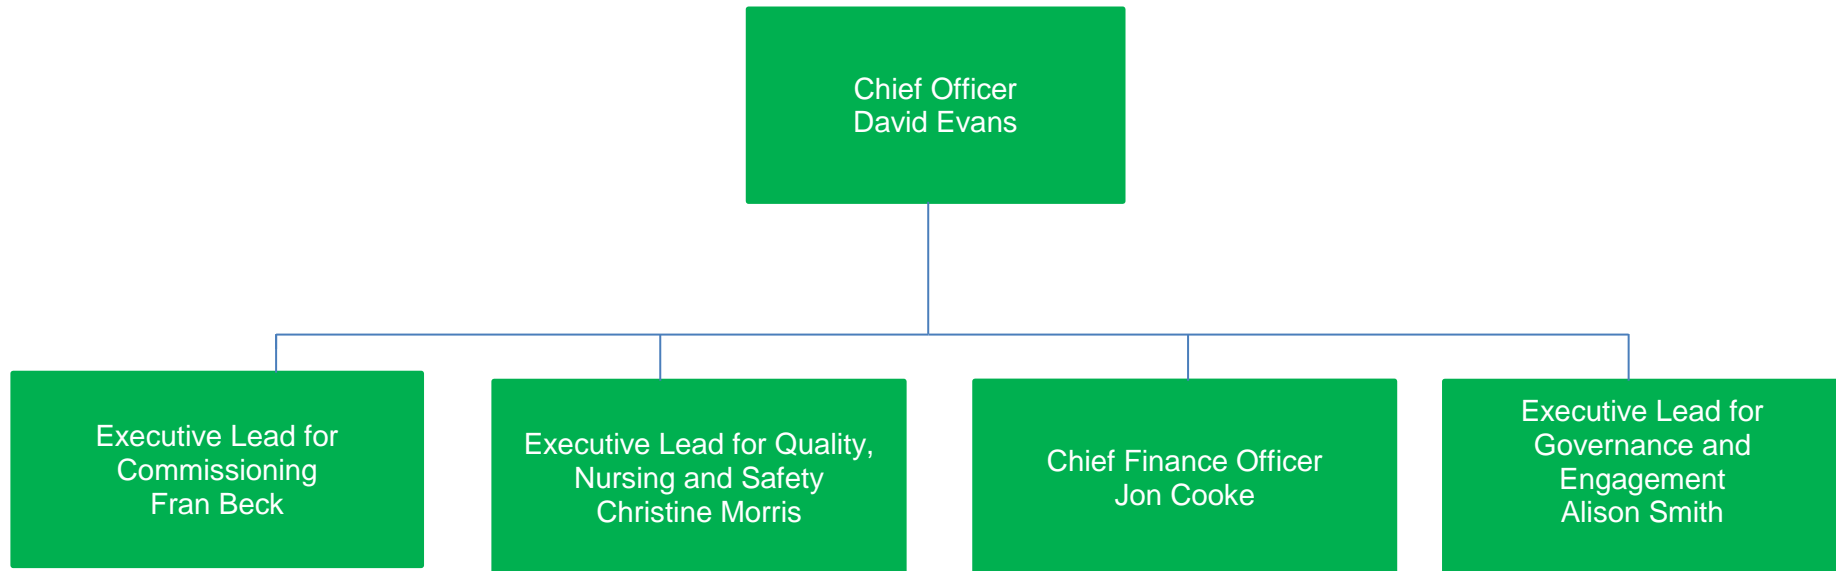 Chief Officer
David Evans
Executive Lead for
Commissioning
Fran Beck
Executive Lead for Quality,
Nursing and Safety
Christine Morris
Chief Finance Officer
Jon Cooke
Executive Lead for
Governance and
Engagement
Alison Smith